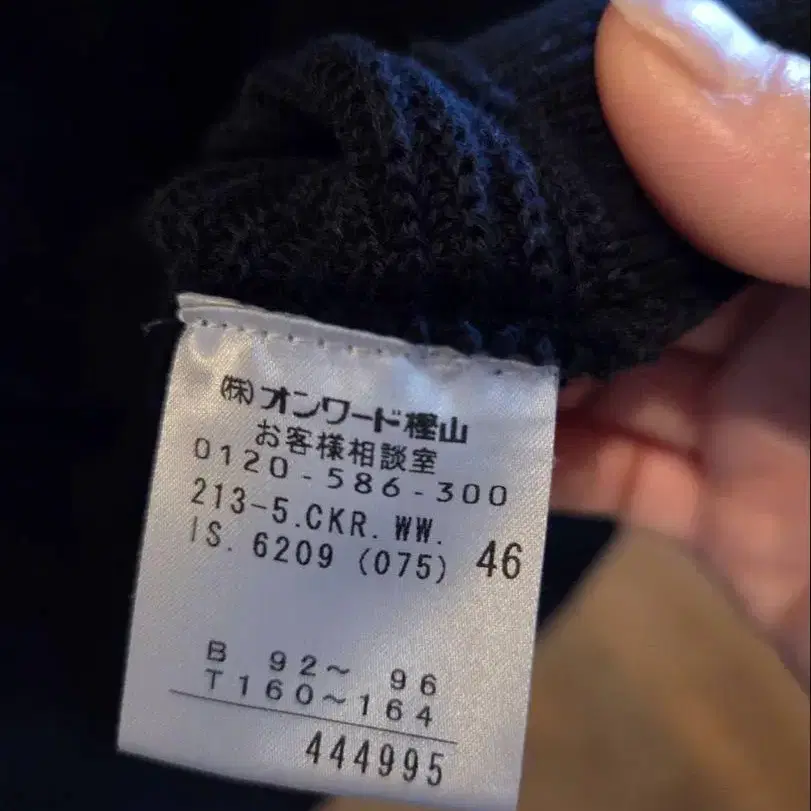 ㈱オンワード樫山
お客様相談室
0120-586-300
213-5.CKR.WW.
IS.6209 (075) 46
B 92～ 96
T160～164
444995